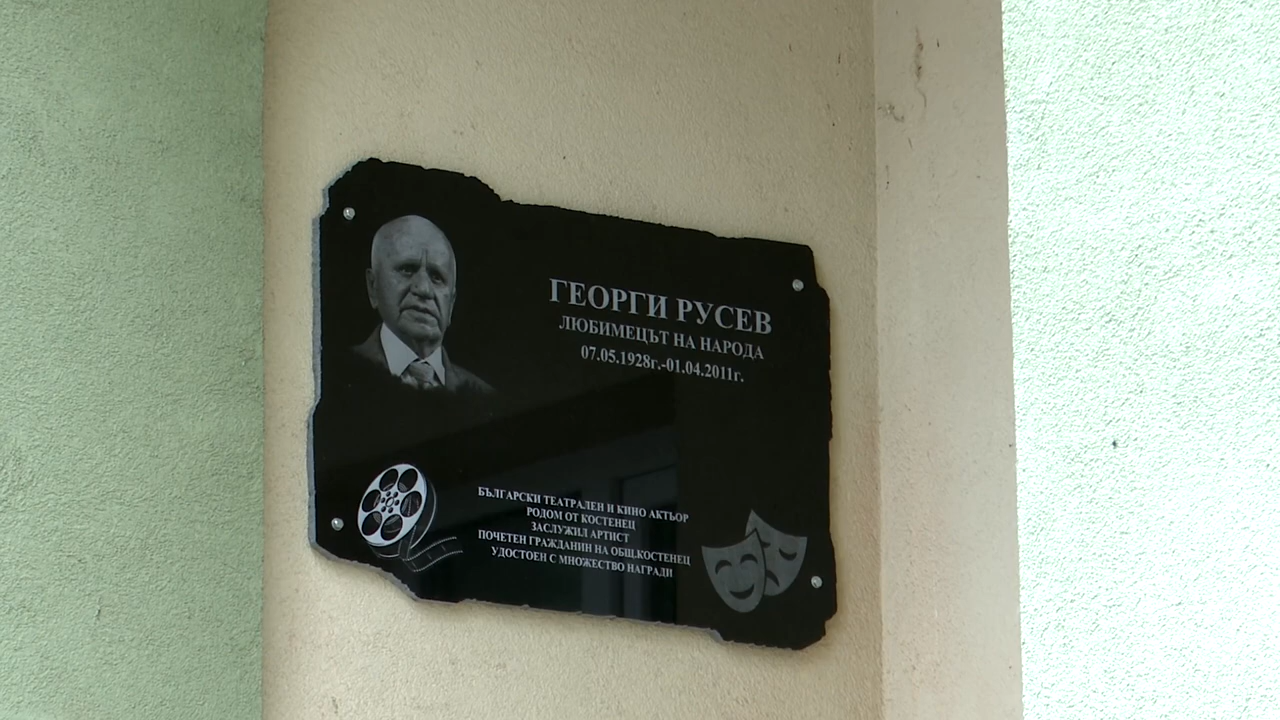 ГЕОРГИ РУСЕВ
ЛЮБИМЕЦЪТ НА НАРОДА
07.05.1928г.-01.04.2011г.
БЪЛГАРСКИ ТЕАТРАЛЕН И КИНО АКТЬОР
РОДОМ ОТ КОСТЕНЕЦ
ЗАСЛУЖИЛ АРТИСТ
ПОЧЕТЕН ГРАЖДАНИН НА ОБЩ.КОСТЕНЕЦ
УДОСТОЕН С МНОЖЕСТВО НАГРАДИ